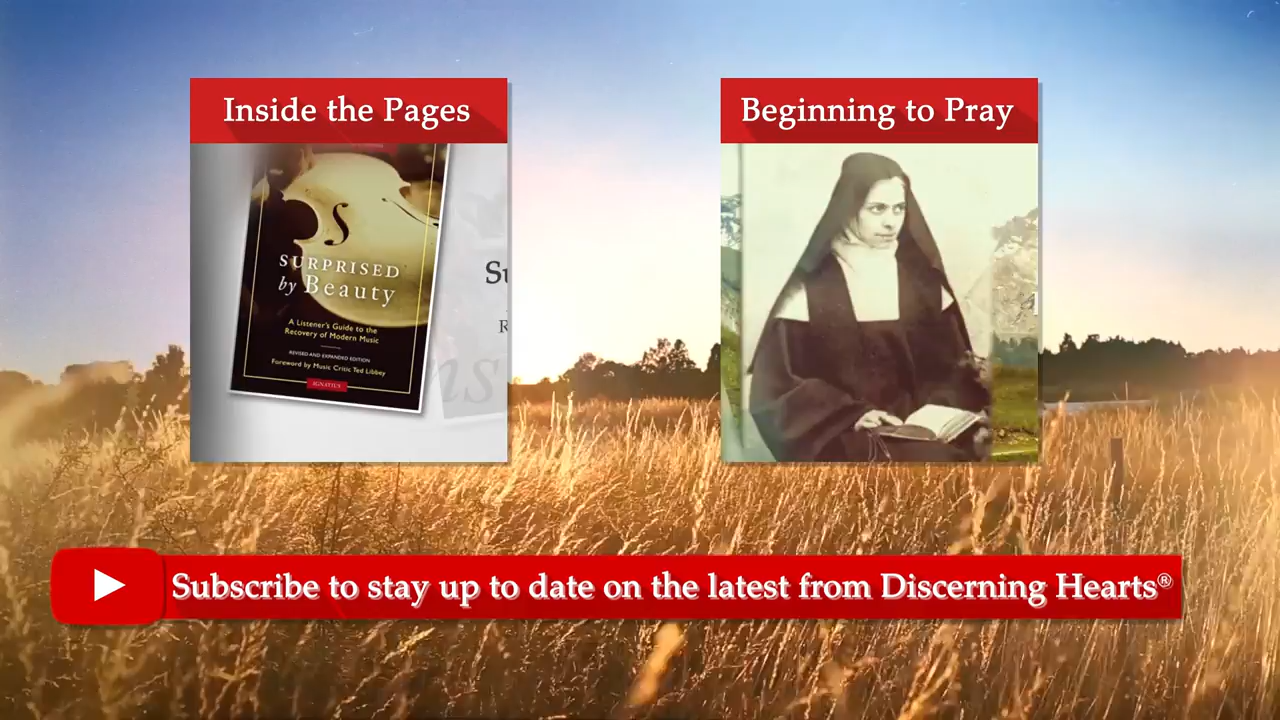 Inside the Pages
Beginning to Pray
SURPRISED
by Beauty
A Listener's Guide to the
Recovery of Modern Music
REVISED AND EXPANDED EDITION
Foreword by Music Critic Ted Libbey
IGNATIUS
Su
R
ns
Subscribe to stay up to date on the latest from Discerning Hearts®